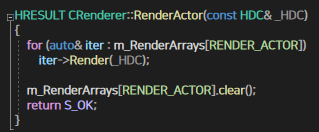 HRESULT CRenderer::RenderActor(const HDC& _HDC)
{
    for (auto& iter : m_RenderArrays[RENDER_ACTOR])
        iter->Render(_HDC);

    m_RenderArrays[RENDER_ACTOR].clear();
    return S_OK;
}